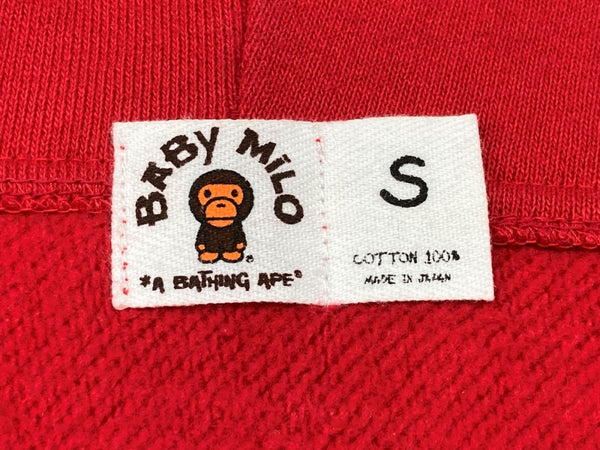 BABY MILO
®
*A BATHING APE®
S
COTTON 100%
MADE IN JAPAN